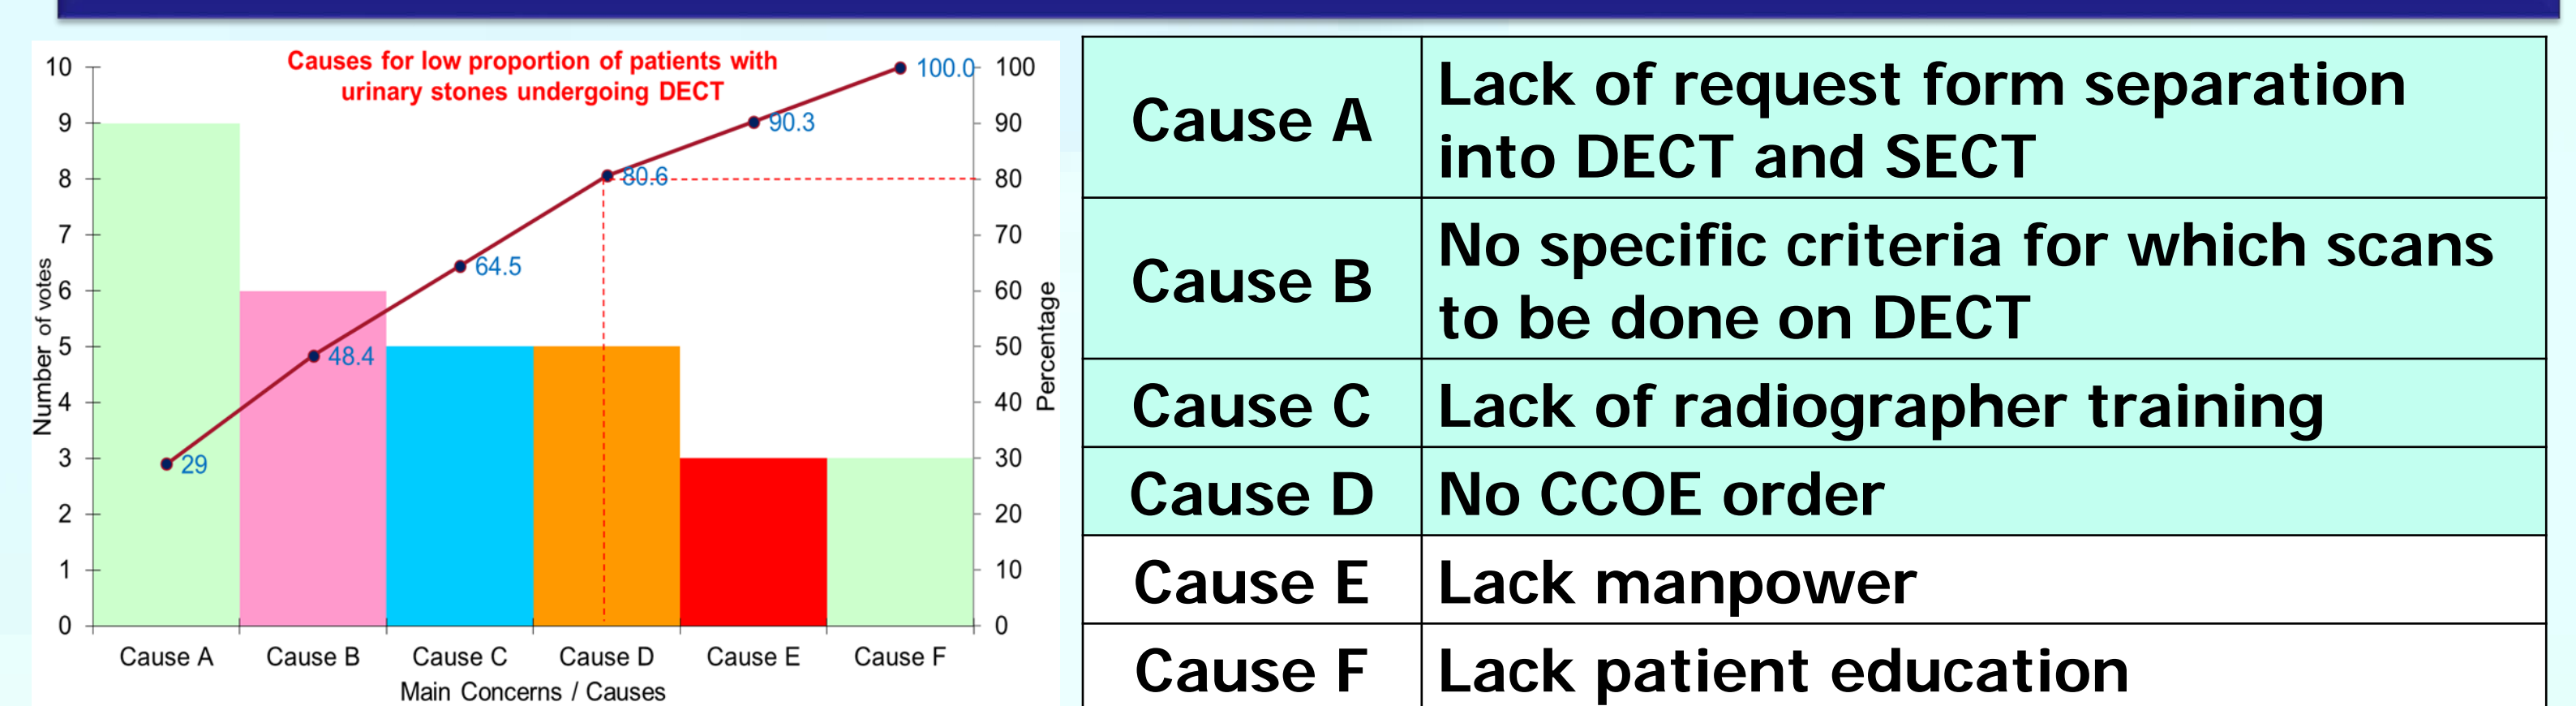 Causes for low proportion of patients with
urinary stones undergoing DECT
Number of votes
10
9
8
7
6
5
4
3
2
1
0
29
48.4
64.5
80.6
90.3
100.0
100
90
80
70
60
50
40
30
20
10
0
Percentage
Cause A Cause B Cause C Cause D Cause E Cause F
Main Concerns / Causes
Cause A
Lack of request form separation
into DECT and SECT
Cause B
No specific criteria for which scans
to be done on DECT
Cause C
Lack of radiographer training
Cause D
No CCOE order
Cause E
Lack manpower
Cause F
Lack patient education